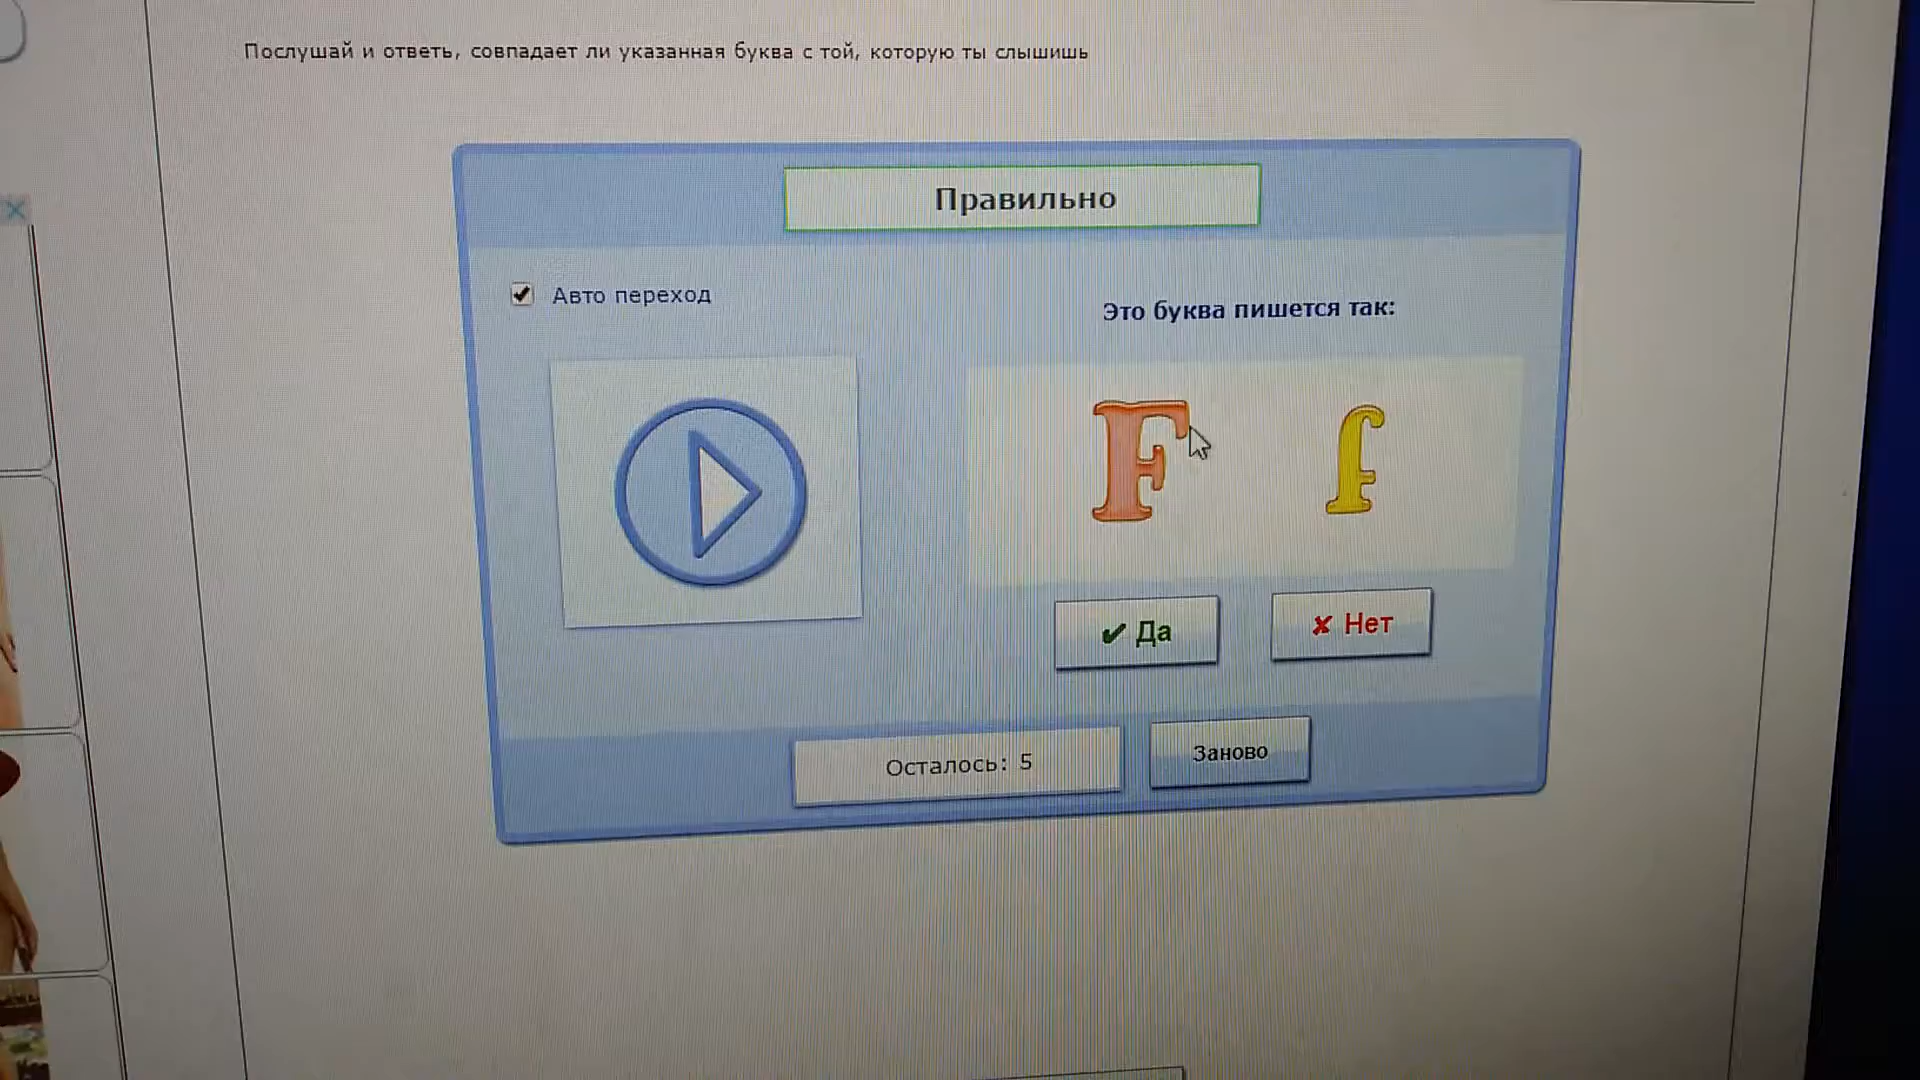 Послушай и ответь, совпадает ли указанная буква с той, которую ты слышишь
Правильно
Авто переход
Это буква пишется так:
F f
✔ Да
✘ Нет
Осталось: 5
Заново